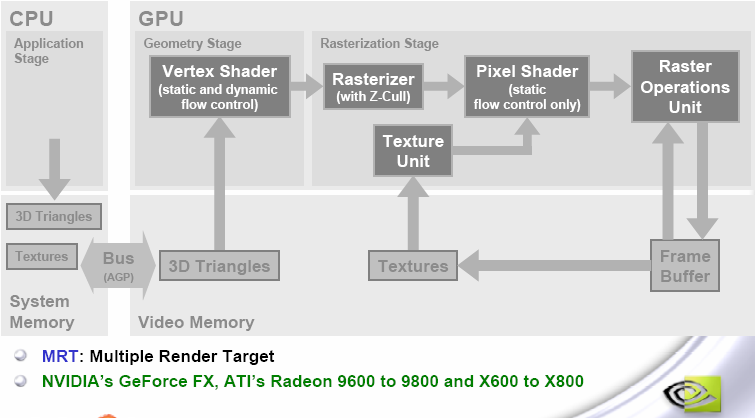 CPU
GPU
Application
Stage
Geometry Stage
Rasterization Stage
Vertex Shader
(static and dynamic
flow control)
Rasterizer
(with Z-Cull)
Pixel Shader
(static
flow control only)
Raster
Operations
Unit
Texture
Unit
3D Triangles
Textures
Bus
(AGP)
3D Triangles
Textures
Frame
Buffer
System
Memory
Video Memory
MRT: Multiple Render Target
NVIDIA's GeForce FX, ATI's Radeon 9600 to 9800 and X600 to X800